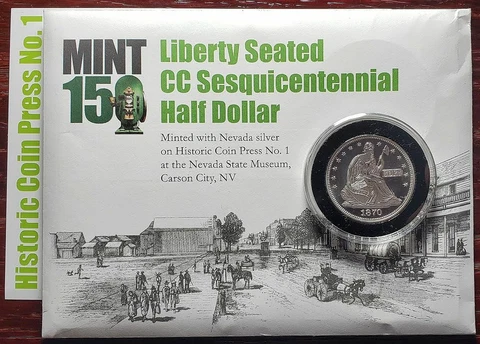 Historic Coin Press No. 1
MINT
150
Liberty Seated
CC Sesquicentennial
Half Dollar
Minted with Nevada silver
on Historic Coin Press No. 1
at the Nevada State Museum,
Carson City, NV
1870